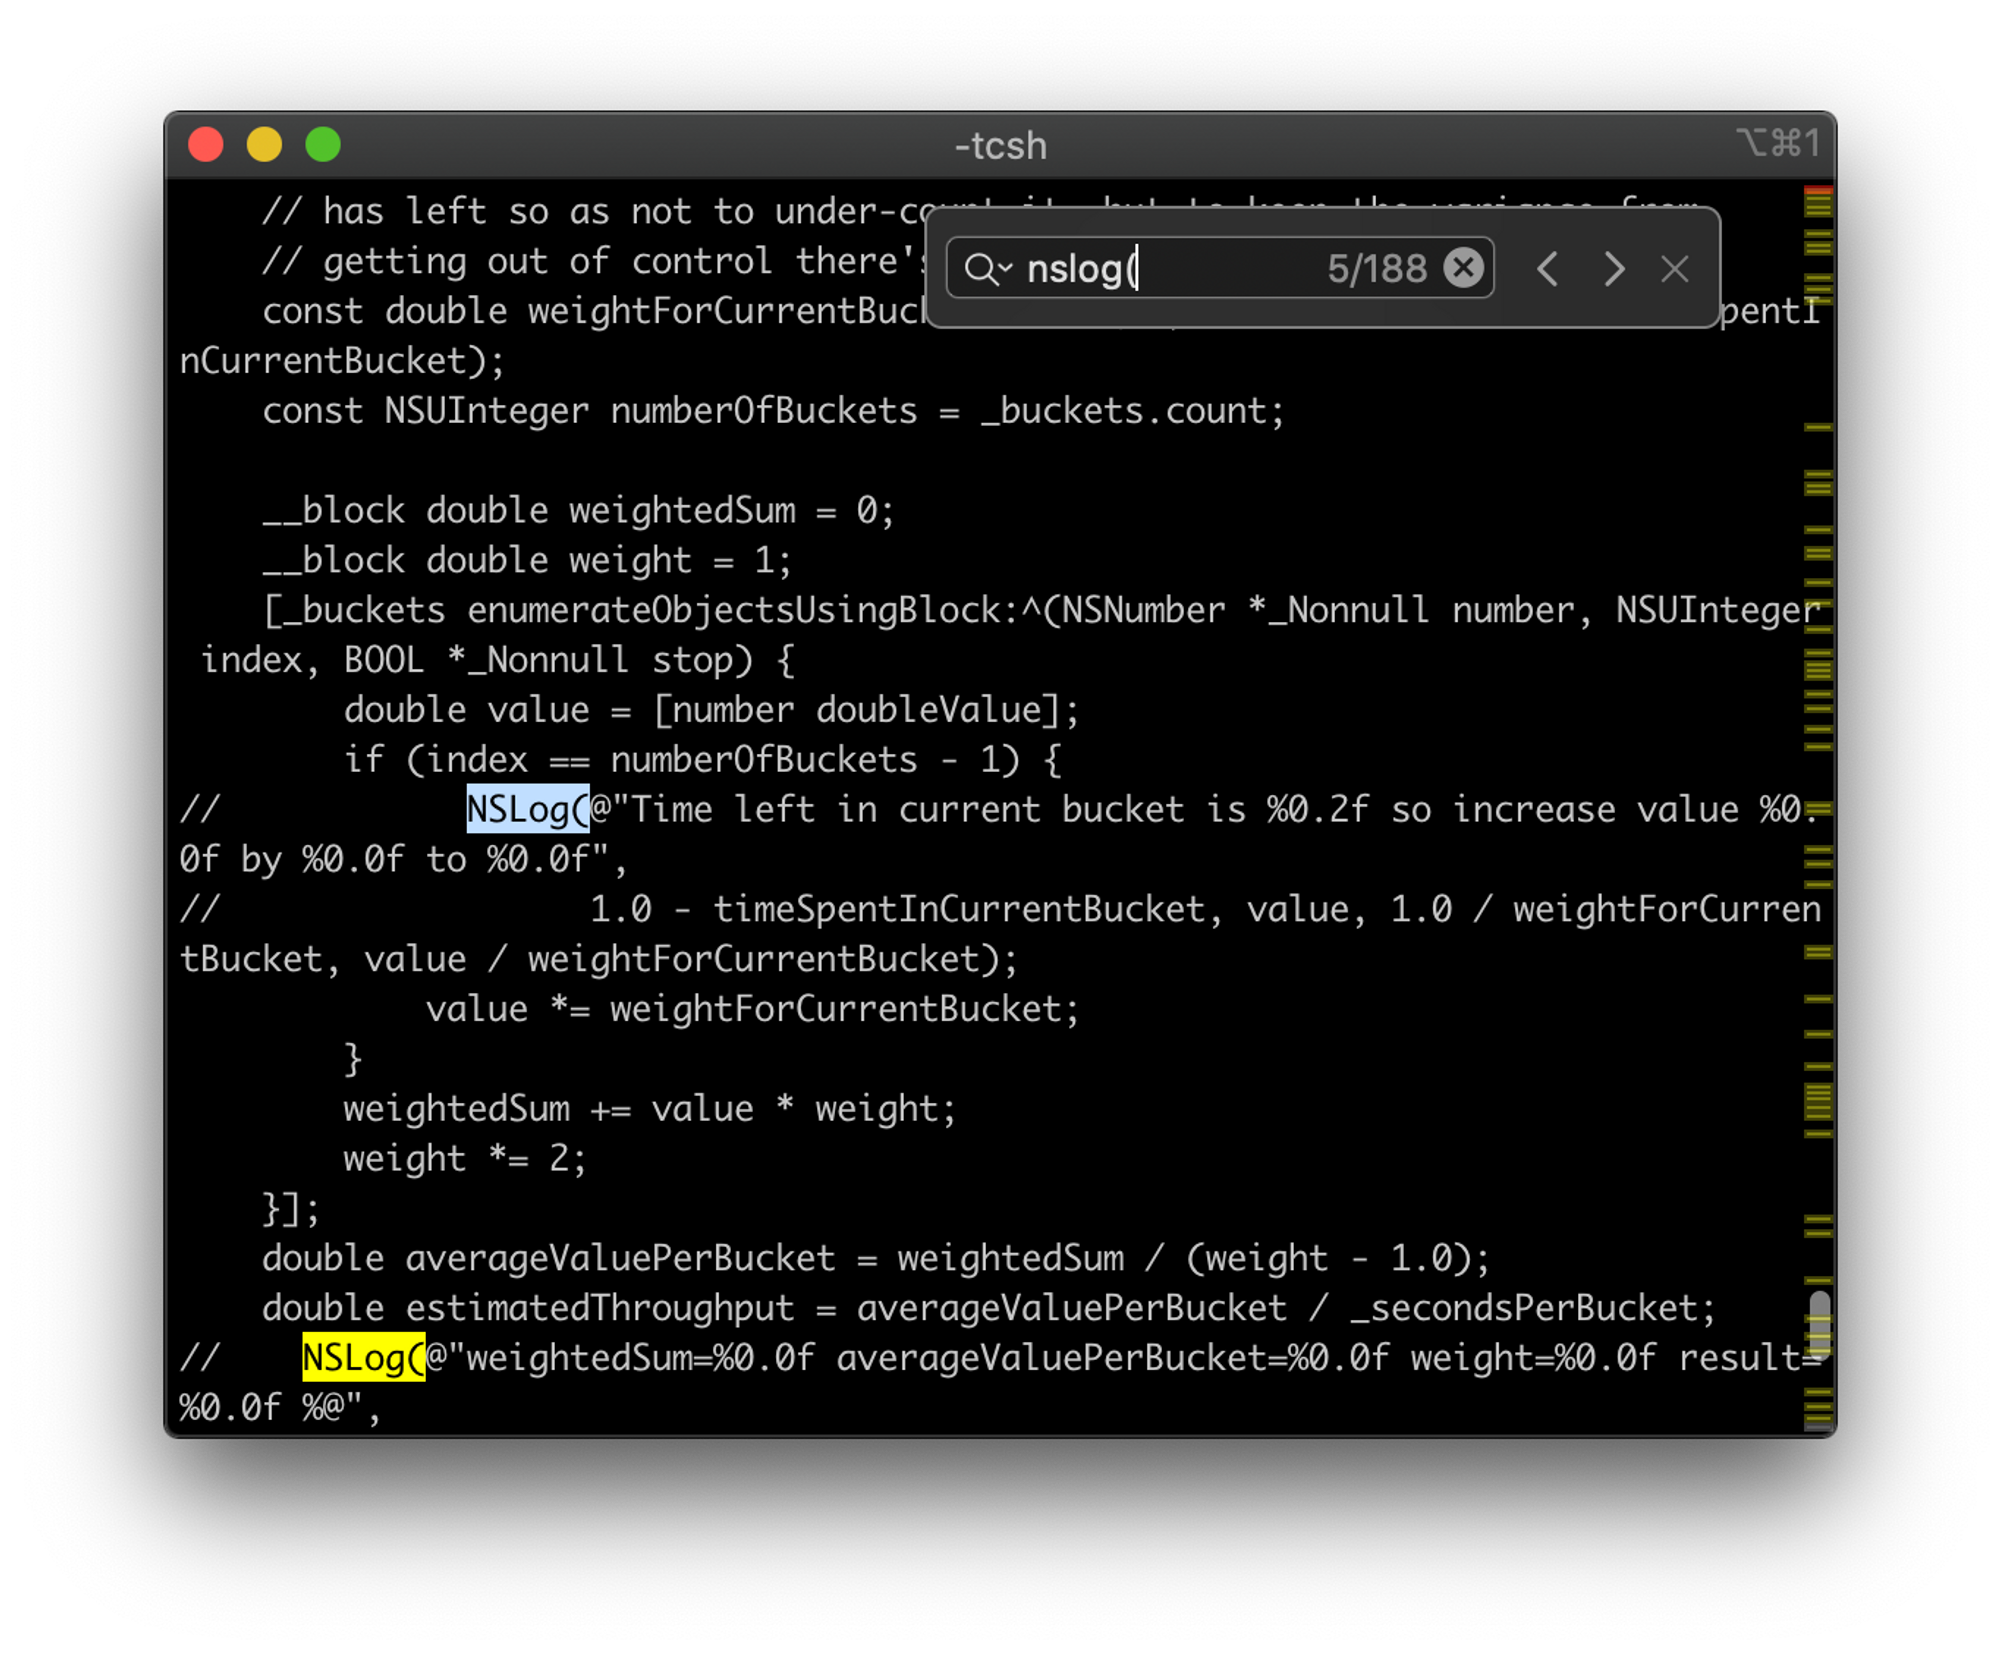 -tcsh
⌥⌘1
// has left so as not to
// getting out of control there's
nslog(
5/188
const double
pentI
nCurrentBucket);
const NSUInteger numberOfBuckets = _buckets.count;
__block double weightedSum = 0;
__block double weight = 1;
[_buckets enumerateObjectsUsingBlock:^(NSNumber *_Nonnull number, NSUInteger
index, BOOL *_Nonnull stop) {
double value = [number doubleValue];
if (index == numberOfBuckets - 1) {
// NSLog(@"Time left in current bucket is %0.2f so increase value %0.
0f by %0.0f to %0.0f",
// 1.0 - timeSpentInCurrentBucket, value, 1.0 / weightForCurren
tBucket, value / weightForCurrentBucket);
value *= weightForCurrentBucket;
}
weightedSum += value * weight;
weight *= 2;
}];
double averageValuePerBucket = weightedSum / (weight - 1.0);
double estimatedThroughput = averageValuePerBucket / _secondsPerBucket;
// NSLog(@"weightedSum=%0.0f averageValuePerBucket=%0.0f weight=%0.0f result=
%0.0f %@",